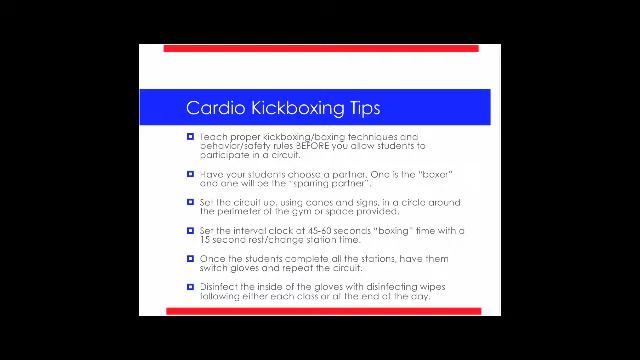 Cardio Kickboxing Tips
Teach proper kickboxing/boxing techniques and
behavior/safety rules BEFORE you allow students to
participate in a circuit.
Have your students choose a partner. One is the "boxer"
and one will be the "sparring partner".
Set the circuit up, using cones and signs, in a circle around
the perimeter of the gym or space provided.
Set the interval clock at 45-60 seconds "boxing" time with a
15 second rest/change station time.
Once the students complete all the stations, have them
switch gloves and repeat the circuit.
Disinfect the inside of the gloves with disinfecting wipes
following either each class or at the end of the day.